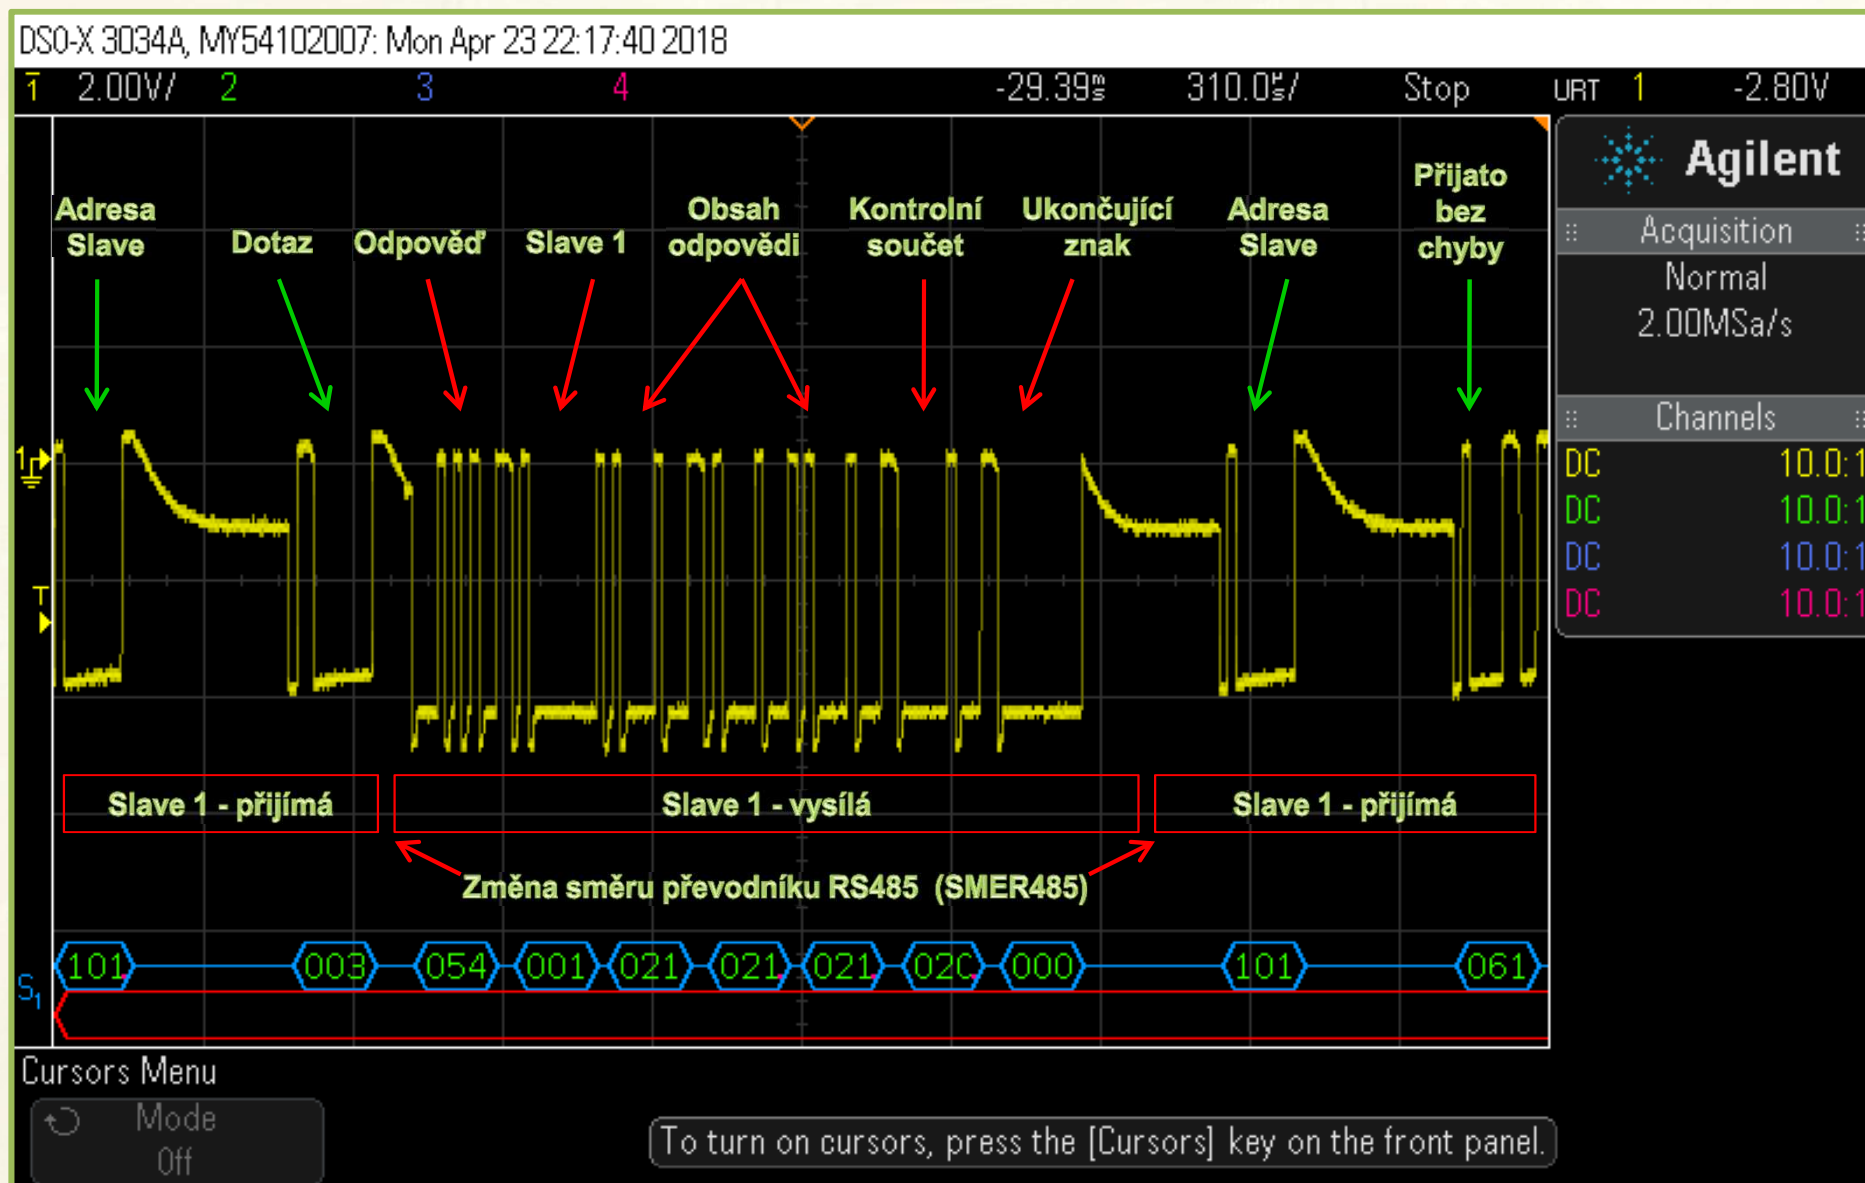 DSO-X 3034A, MY54102007: Mon Apr 23 22:17:40 2018
1 2.00V/ 2 3 4 -29.39ms 310.0µs/ Stop URT 1 -2.80V
Agilent
Acquisition
Normal
2.00MSa/s
Channels
DC 10.0:1
DC 10.0:1
DC 10.0:1
DC 10.0:1
Adresa
Slave
Dotaz
Odpověď
Slave 1
Obsah
odpovědi
Kontrolní
součet
Ukončující
znak
Adresa
Slave
Přijato
bez
chyby
1
T
Slave 1 - přijímá
Slave 1 - vysílá
Slave 1 - přijímá
Změna směru převodníku RS485 (SMER485)
S1
101 003 054 001 021 021 021 02C 000 101 061
Cursors Menu
Mode
Off
To turn on cursors, press the [Cursors] key on the front panel.